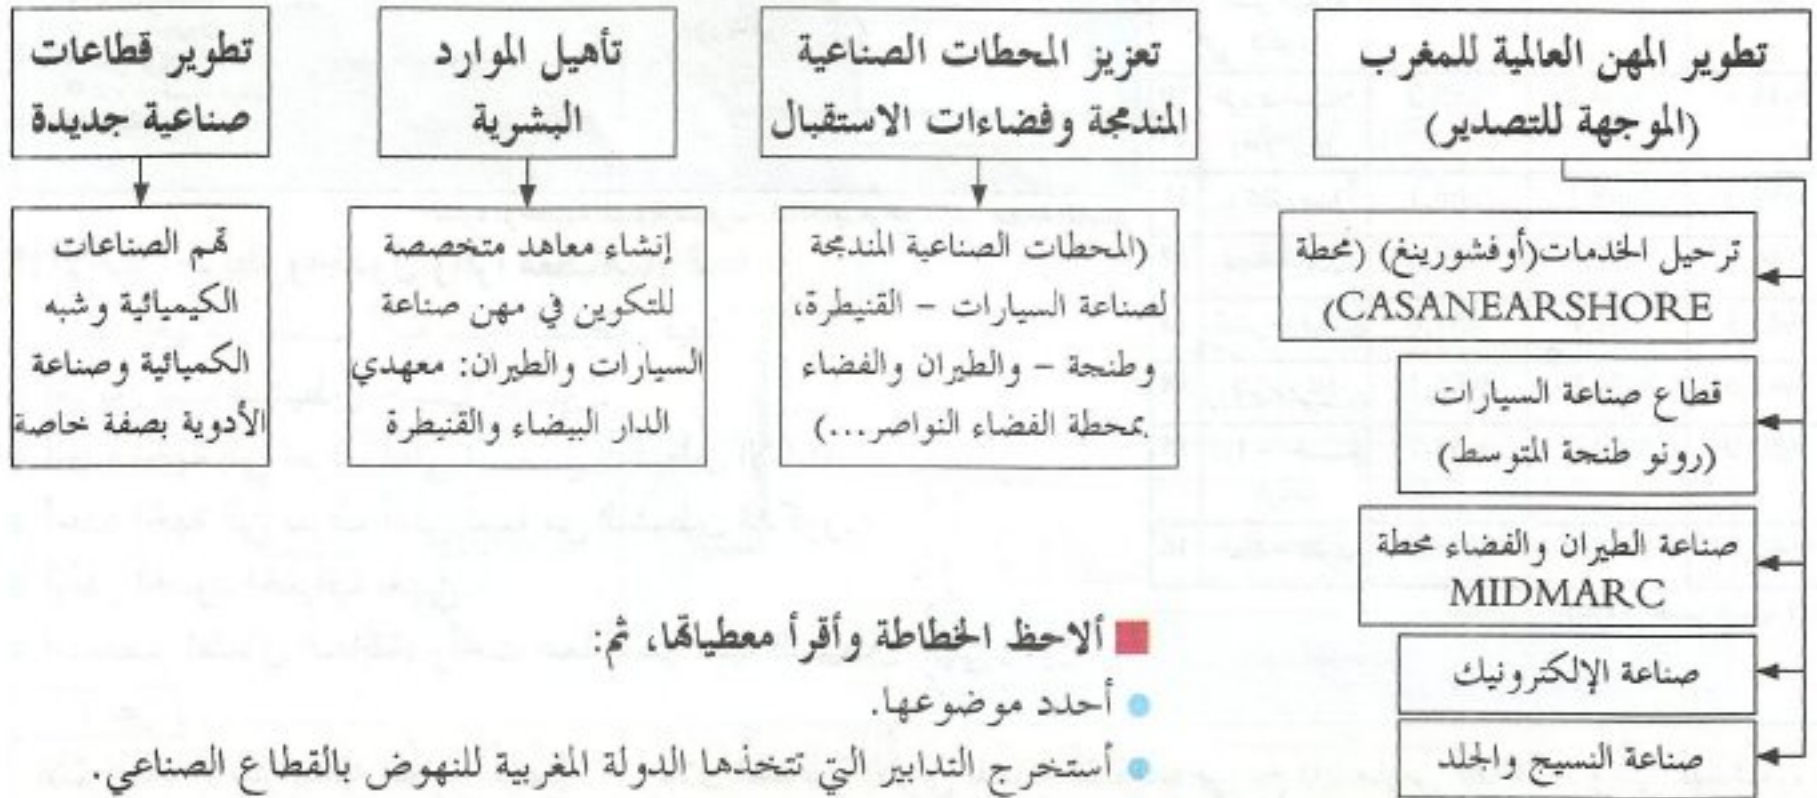 تطوير المهن العالمية للمغرب
(الموجهة للتصدير)
ترحيل الخدمات(أوفشورينغ) (محطة
CASANEARSHORE)
قطاع صناعة السيارات
(رونو طنجة المتوسط)
صناعة الطيران والفضاء محطة
MIDMARC
صناعة الإلكترونيك
صناعة النسيج والجلد
تعزيز المحطات الصناعية
المندمجة وفضاءات الاستقبال
(المحطات الصناعية المندمجة
لصناعة السيارات – القنيطرة،
وطنجة – والطيران والفضاء
بمحطة الفضاء النواصر...)
تأهيل الموارد
البشرية
إنشاء معاهد متخصصة
للتكوين في مهن صناعة
السيارات والطيران: معهدي
الدار البيضاء والقنيطرة
تطوير قطاعات
صناعية جديدة
تهم الصناعات
الكيميائية وشبه
الكميائية وصناعة
الأدوية بصفة خاصة
ألاحظ الخطاطة وأقرأ معطياتها، ثم:
أحدد موضوعها.
أستخرج التدابير التي تتخذها الدولة المغربية للنهوض بالقطاع الصناعي.